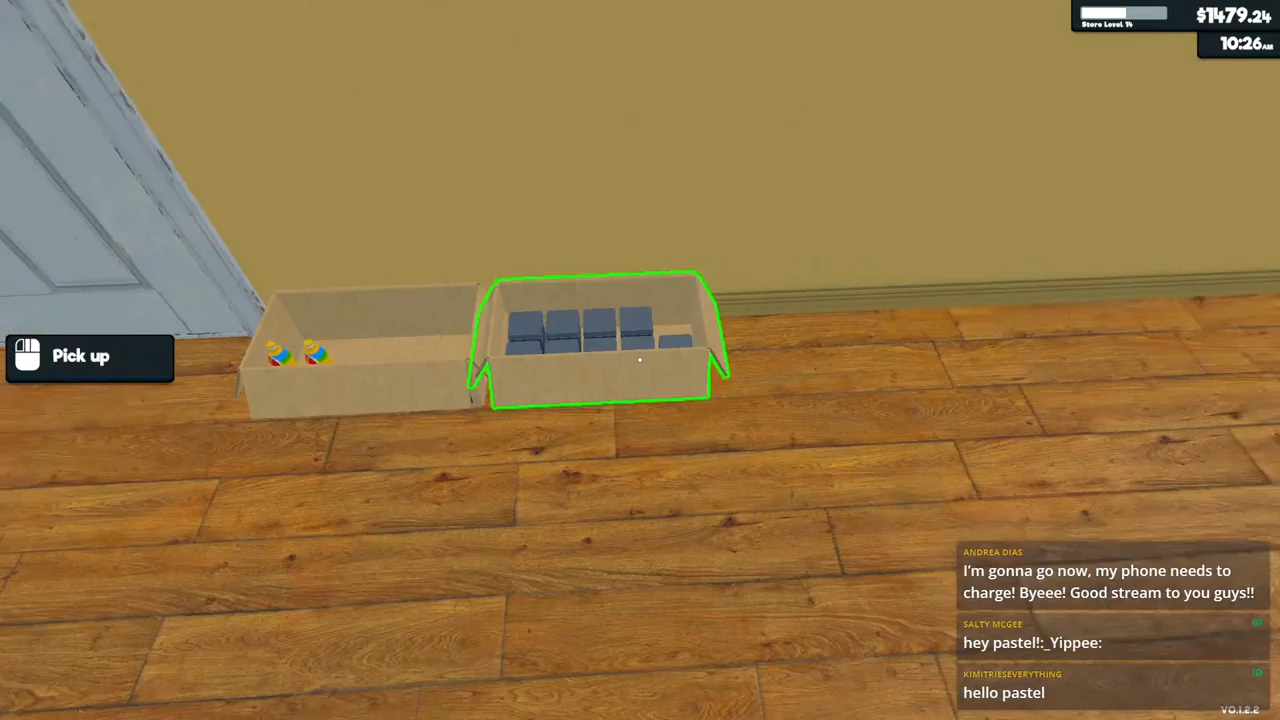 $1479.24
Store Level 14
10:26AM
Pick up
ANDREA DIAS
I'm gonna go now, my phone needs to
charge! Byeee! Good stream to you guys!!
SALTY MCGEE
hey pastel!:_Yippee:
KIMITRIESEVERYTHING
hello pastel
V0.1.2.2